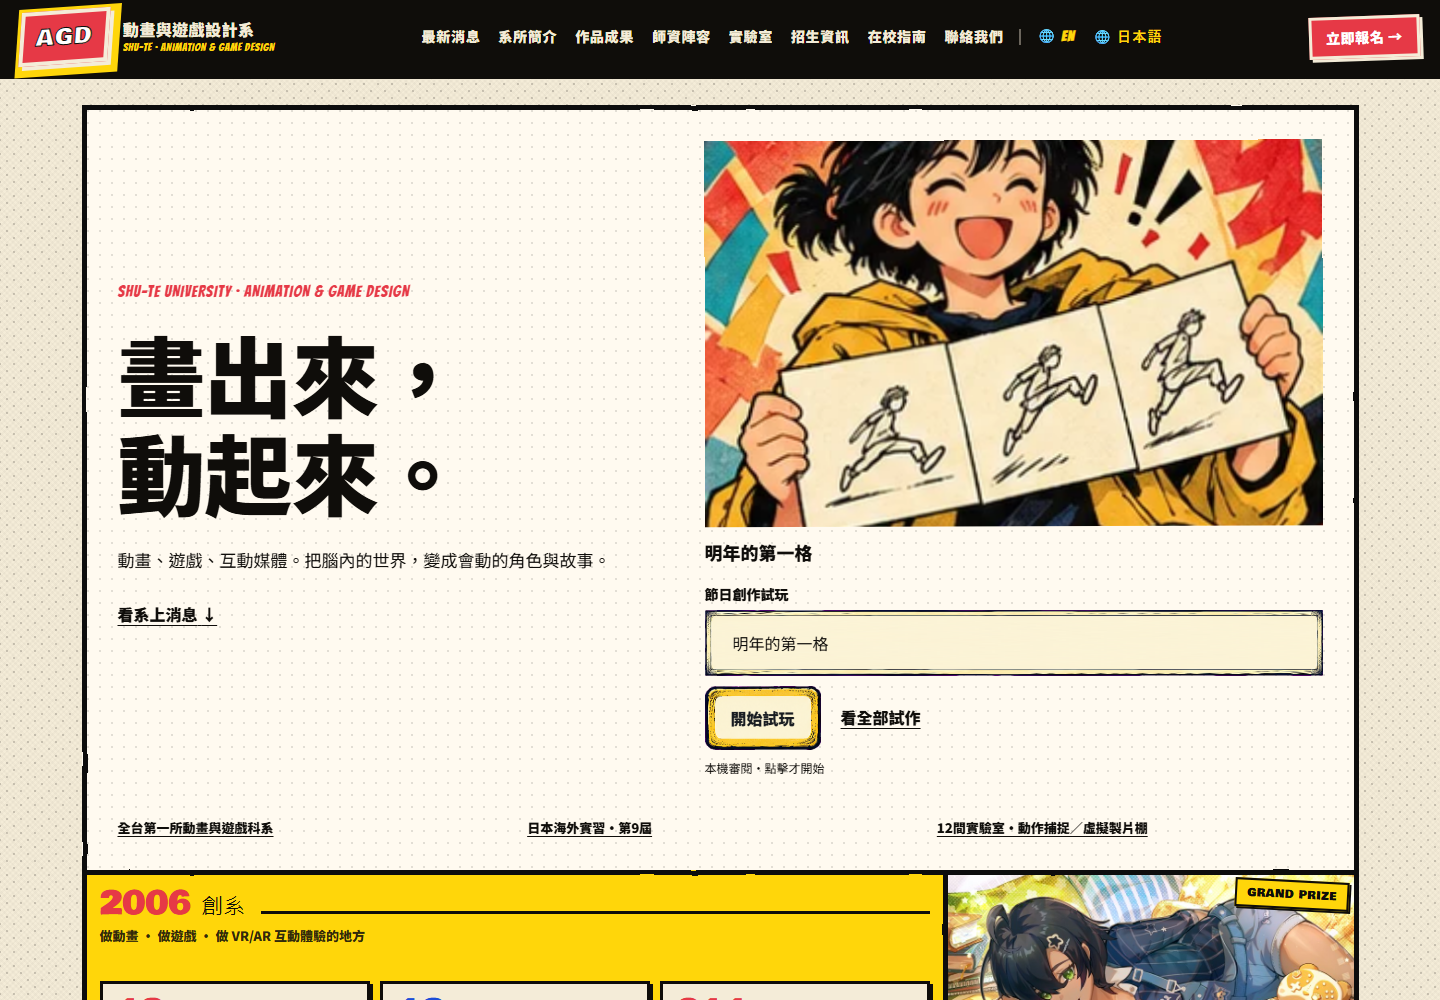 AGD
動畫與遊戲設計系
SHU-TE · ANIMATION & GAME DESIGN
最新消息 系所簡介 作品成果 師資陣容 實驗室 招生資訊 在校指南 聯絡我們 | EN 日本語
立即報名 →
SHU-TE UNIVERSITY · ANIMATION & GAME DESIGN
畫出來，
動起來。
動畫、遊戲、互動媒體。把腦內的世界，變成會動的角色與故事。
看系上消息 ↓
明年的第一格
節日創作試玩
明年的第一格
開始試玩
看全部試作
本機審閱・點擊才開始
全台第一所動畫與遊戲科系
日本海外實習・第9屆
12間實驗室・動作捕捉／虛擬製片棚
2006 創系
做動畫 ・ 做遊戲 ・ 做 VR/AR 互動體驗的地方
GRAND PRIZE